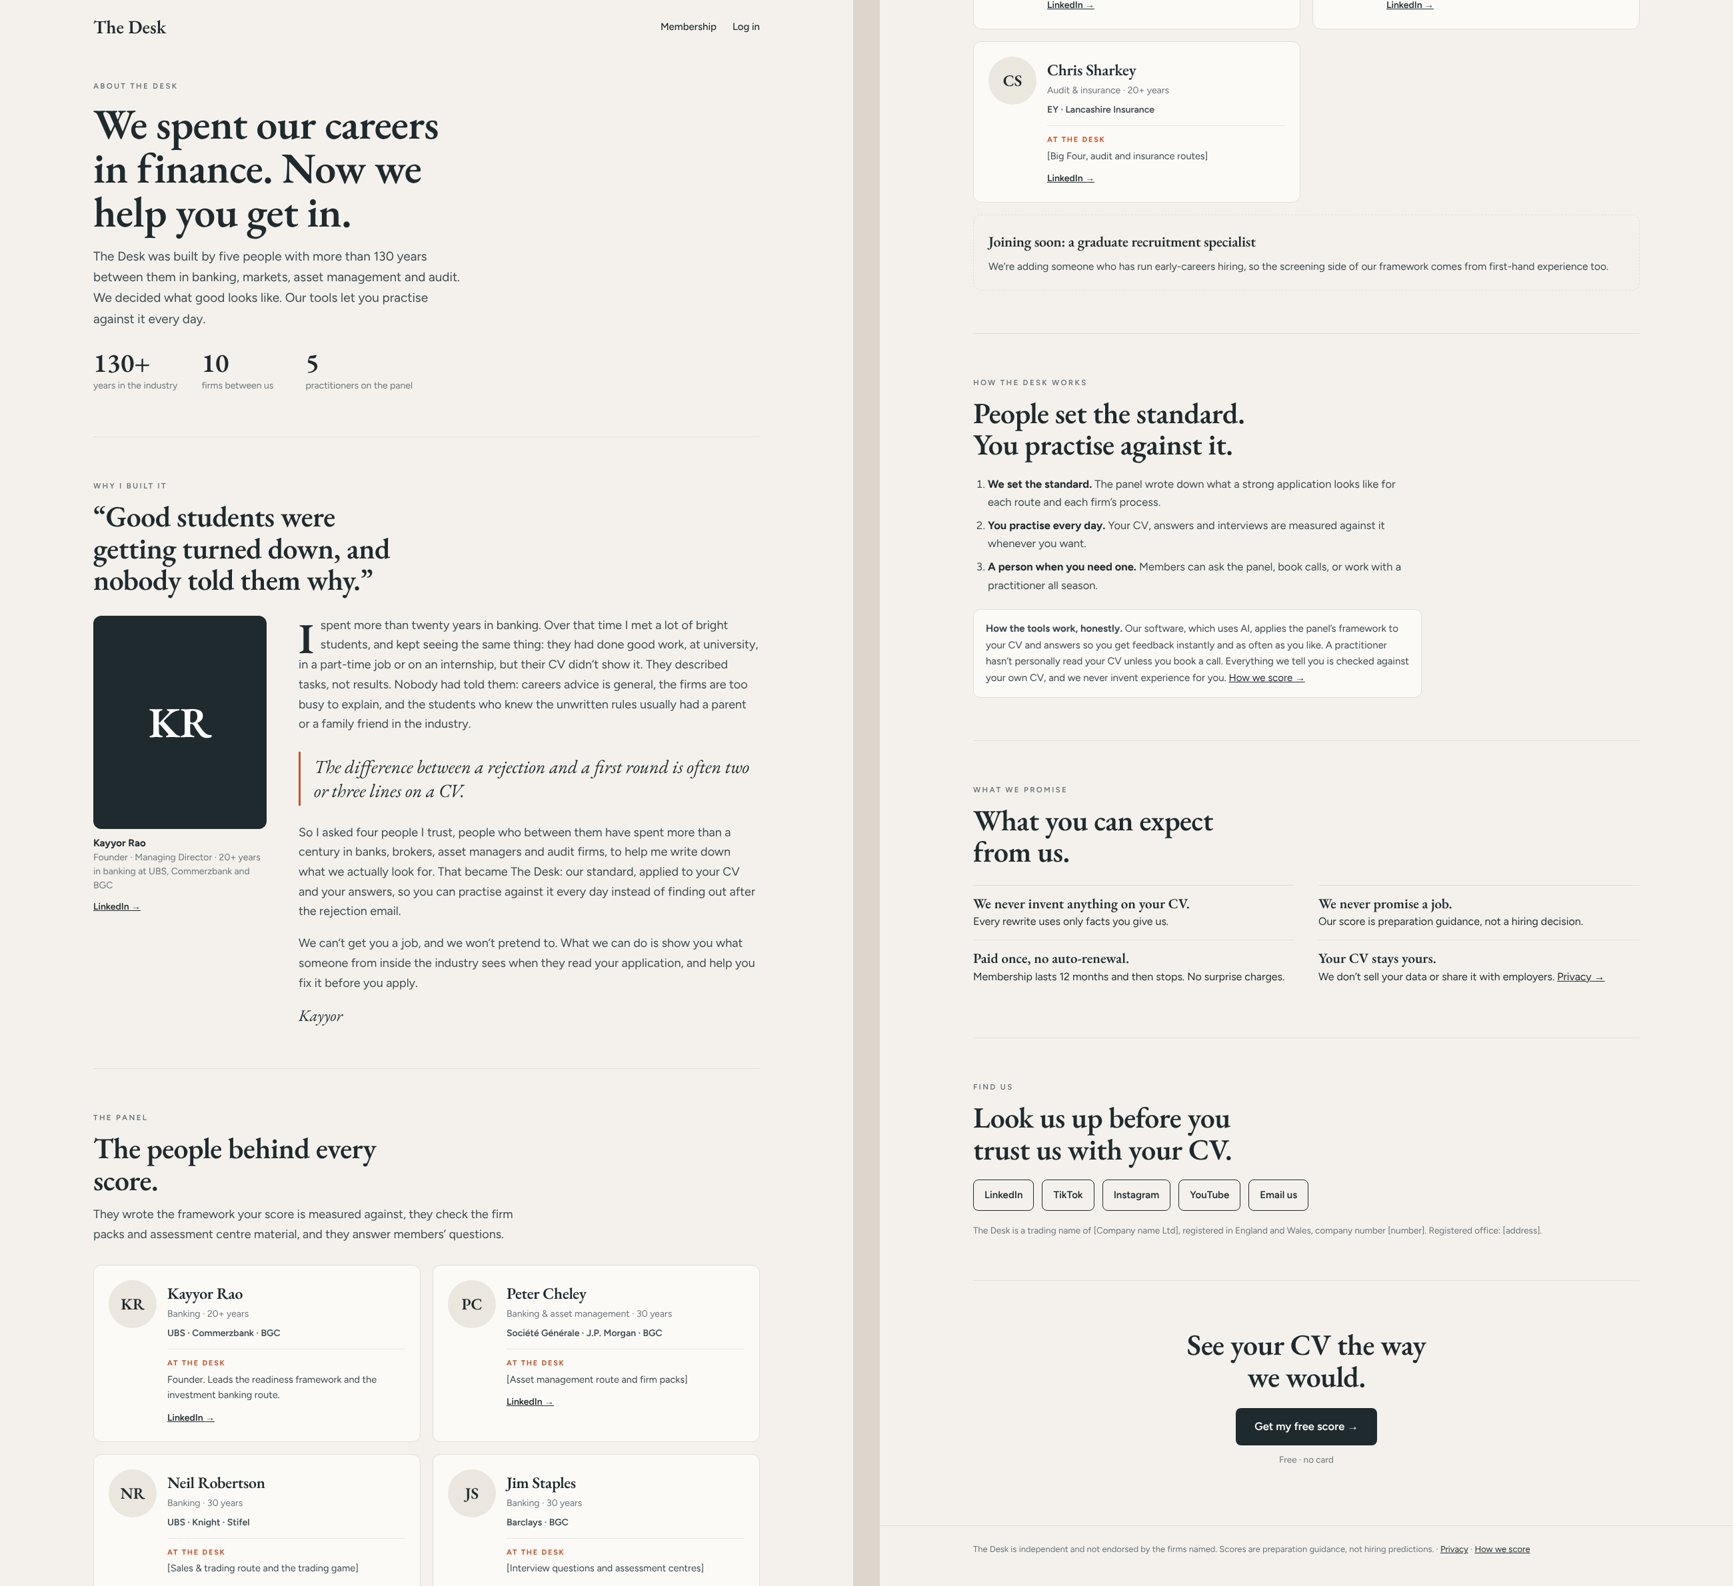 The Desk
Membership
Log in
ABOUT THE DESK
We spent our careers
in finance. Now we
help you get in.
The Desk was built by five people with more than 130 years
between them in banking, markets, asset management and audit.
We decided what good looks like. Our tools let you practise
against it every day.
130+
years in the industry
10
firms between us
5
practitioners on the panel
WHY I BUILT IT
“Good students were
getting turned down, and
nobody told them why.”
KR
Kayyor Rao
Founder · Managing Director · 20+ years
in banking at UBS, Commerzbank and
BGC
LinkedIn →
I spent more than twenty years in banking. Over that time I met a lot of bright
students, and kept seeing the same thing: they had done good work, at university,
in a part-time job or on an internship, but their CV didn’t show it. They described
tasks, not results. Nobody had told them: careers advice is general, the firms are too
busy to explain, and the students who knew the unwritten rules usually had a parent
or a family friend in the industry.
The difference between a rejection and a first round is often two
or three lines on a CV.
So I asked four people I trust, people who between them have spent more than a
century in banks, brokers, asset managers and audit firms, to help me write down
what we actually look for. That became The Desk: our standard, applied to your CV
and your answers, so you can practise against it every day instead of finding out after
the rejection email.
We can’t get you a job, and we won’t pretend to. What we can do is show you what
someone from inside the industry sees when they read your application, and help you
fix it before you apply.
Kayyor
THE PANEL
The people behind every
score.
They wrote the framework your score is measured against, they check the firm
packs and assessment centre material, and they answer members’ questions.
KR
Kayyor Rao
Banking · 20+ years
UBS · Commerzbank · BGC
AT THE DESK
Founder. Leads the readiness framework and the
investment banking route.
LinkedIn →
PC
Peter Cheley
Banking & asset management · 30 years
Société Générale · J.P. Morgan · BGC
AT THE DESK
[Asset management route and firm packs]
LinkedIn →
NR
Neil Robertson
Banking · 30 years
UBS · Knight · Stifel
AT THE DESK
[Sales & trading route and the trading game]
JS
Jim Staples
Banking · 30 years
Barclays · BGC
AT THE DESK
[Interview questions and assessment centres]
LinkedIn →
LinkedIn →
CS
Chris Sharkey
Audit & insurance · 20+ years
EY · Lancashire Insurance
AT THE DESK
[Big Four, audit and insurance routes]
LinkedIn →
Joining soon: a graduate recruitment specialist
We’re adding someone who has run early-careers hiring, so the screening side of our framework comes from first-hand experience too.
HOW THE DESK WORKS
People set the standard.
You practise against it.
1. We set the standard. The panel wrote down what a strong application looks like for
each route and each firm’s process.
2. You practise every day. Your CV, answers and interviews are measured against it
whenever you want.
3. A person when you need one. Members can ask the panel, book calls, or work with a
practitioner all season.
How the tools work, honestly. Our software, which uses AI, applies the panel’s framework to
your CV and answers so you get feedback instantly and as often as you like. A practitioner
hasn’t personally read your CV unless you book a call. Everything we tell you is checked against
your own CV, and we never invent experience for you. How we score →
WHAT WE PROMISE
What you can expect
from us.
We never invent anything on your CV.
Every rewrite uses only facts you give us.
We never promise a job.
Our score is preparation guidance, not a hiring decision.
Paid once, no auto-renewal.
Membership lasts 12 months and then stops. No surprise charges.
Your CV stays yours.
We don’t sell your data or share it with employers. Privacy →
FIND US
Look us up before you
trust us with your CV.
LinkedIn
TikTok
Instagram
YouTube
Email us
The Desk is a trading name of [Company name Ltd], registered in England and Wales, company number [number]. Registered office: [address].
See your CV the way
we would.
Get my free score →
Free · no card
The Desk is independent and not endorsed by the firms named. Scores are preparation guidance, not hiring predictions. · Privacy · How we score